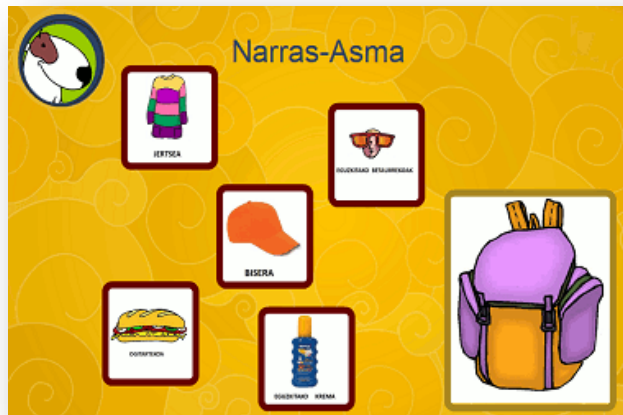 Narras-Asma
JERTSEA
EGUZKITAKO BETAURREKOAK
BISERA
OGITARTEKOA
EGUZKITAKO KREMA